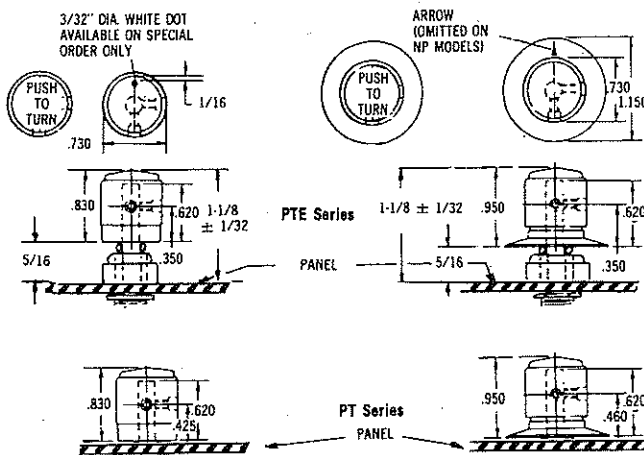 3/32" DIA. WHITE DOT
AVAILABLE ON SPECIAL
ORDER ONLY
ARROW
(OMITTED ON
NP MODELS)
PUSH
TO
TURN
1/16
.730
PUSH
TO
TURN
.730
1.150
.830
.620
1-1/8
± 1/32
5/16
.350
PTE Series
PANEL
1-1/8 ± 1/32
.950
.620
5/16
.350
.830
.620
.425
PT Series
PANEL
.950
.620
.460